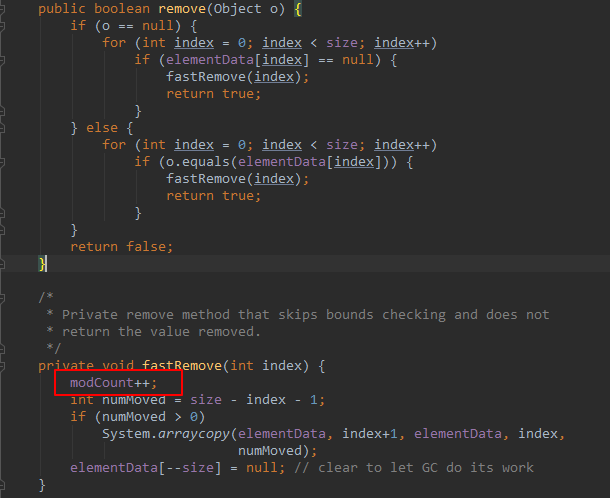 public boolean remove(Object o) {
if (o == null) {
for (int index = 0; index < size; index++)
if (elementData[index] == null) {
fastRemove(index);
return true;
}
} else {
for (int index = 0; index < size; index++)
if (o.equals(elementData[index])) {
fastRemove(index);
return true;
}
}
return false;
}
/*
* Private remove method that skips bounds checking and does not
* return the value removed.
*/
private void fastRemove(int index) {
modCount++;
int numMoved = size - index - 1;
if (numMoved > 0)
System.arraycopy(elementData, index+1, elementData, index,
numMoved);
elementData[--size] = null; // clear to let GC do its work
}